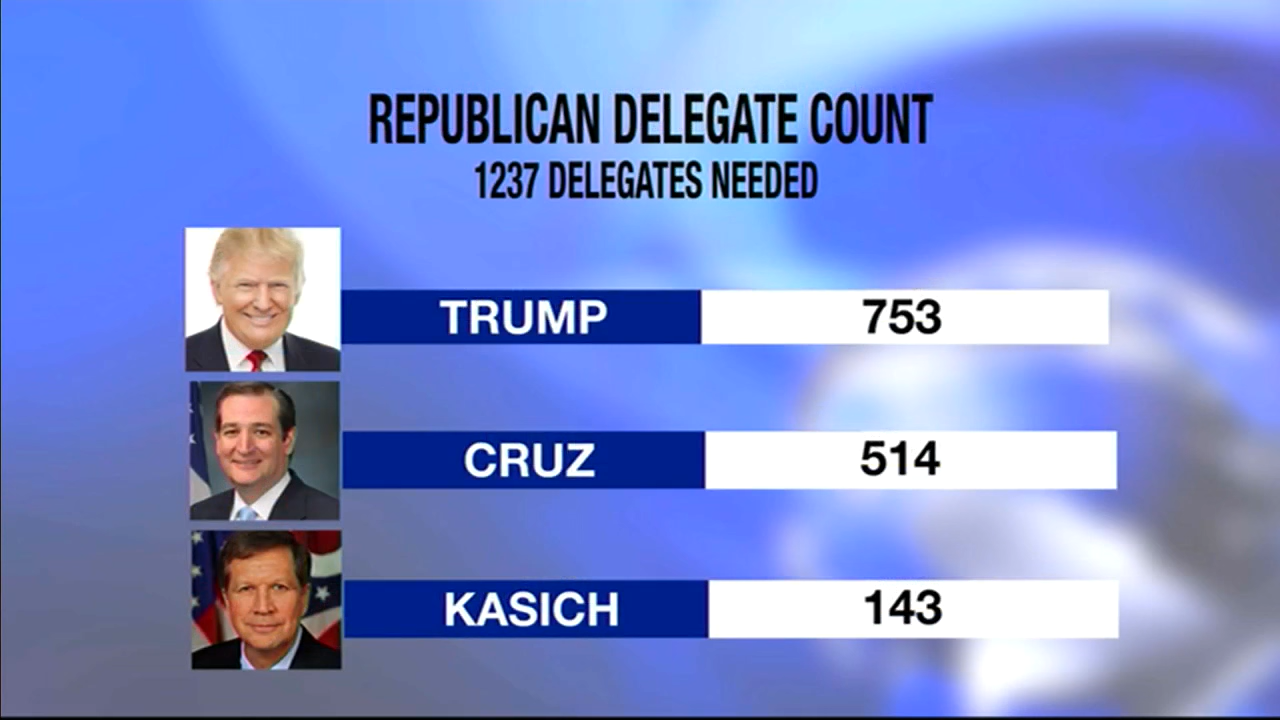 REPUBLICAN DELEGATE COUNT
1237 DELEGATES NEEDED
TRUMP 753
CRUZ 514
KASICH 143